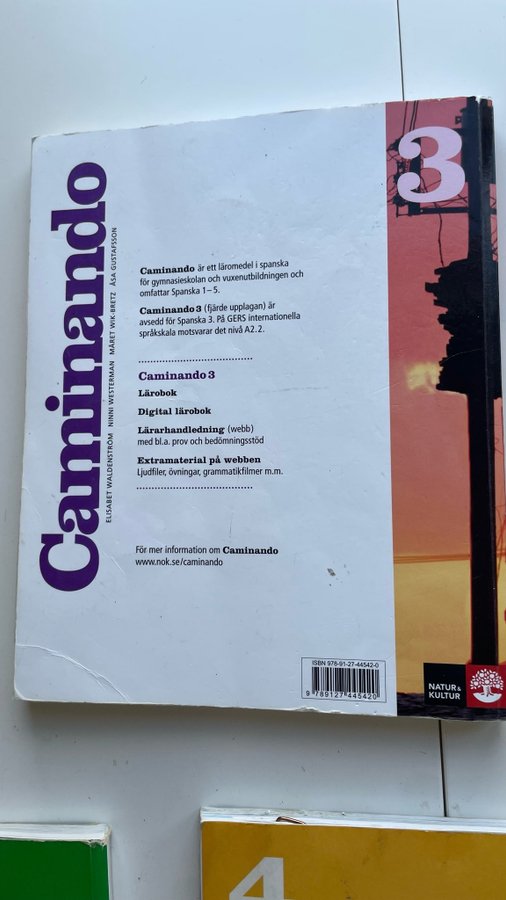 Caminando
ELISABET WALDENSTRÖM NINNI WESTERMAN MÅRET WIK-BRETZ ÅSA GUSTAFSSON
3
Caminando är ett läromedel i spanska
för gymnasieskolan och vuxenutbildningen och
omfattar Spanska 1–5.
Caminando 3 (fjärde upplagan) är
avsedd för Spanska 3. På GERS internationella
språkskala motsvarar det nivå A2.2.
Caminando 3
Lärobok
Digital lärobok
Lärarhandledning (webb)
med bl.a. prov och bedömningsstöd
Extramaterial på webben
Ljudfiler, övningar, grammatikfilmer m.m.
För mer information om Caminando
www.nok.se/caminando
ISBN 978-91-27-44542-0
9 789127 445420
NATUR &
KULTUR
4